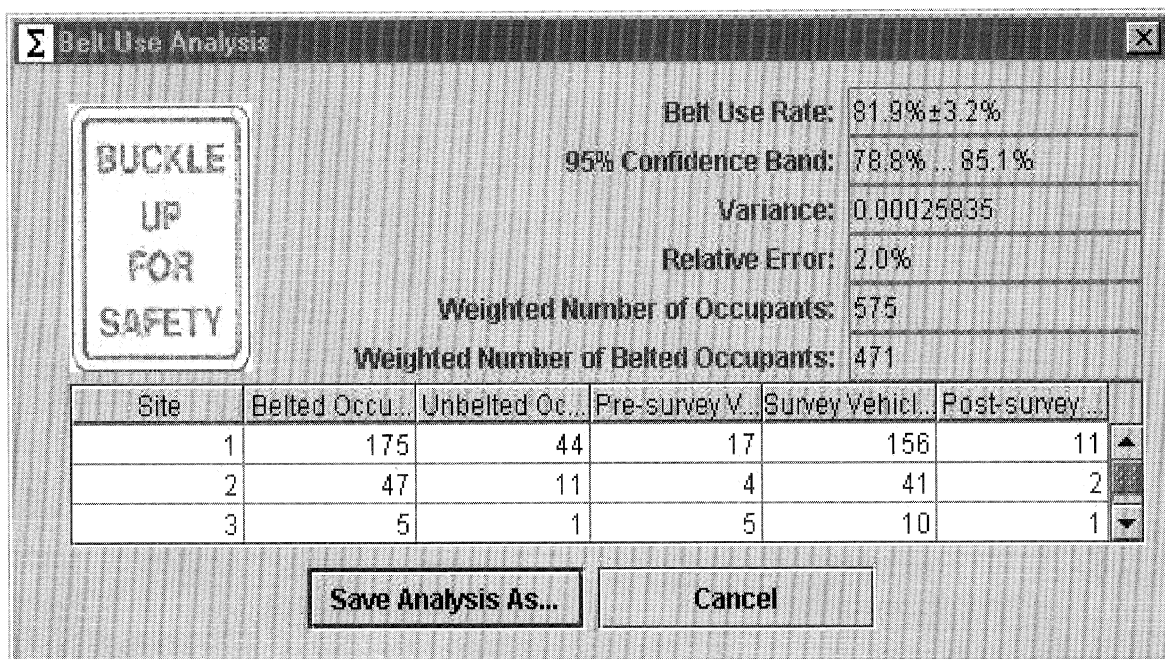 Σ Belt Use Analysis
BUCKLE
UP
FOR
SAFETY
Belt Use Rate: 81.9%±3.2%
95% Confidence Band: 78.8% ... 85.1%
Variance: 0.00025835
Relative Error: 2.0%
Weighted Number of Occupants: 575
Weighted Number of Belted Occupants: 471
Site Belted Occu... Unbelted Oc... Pre-survey V... Survey Vehicl... Post-survey ...
1 175 44 17 156 11
2 47 11 4 41 2
3 5 1 5 10 1
Save Analysis As... Cancel